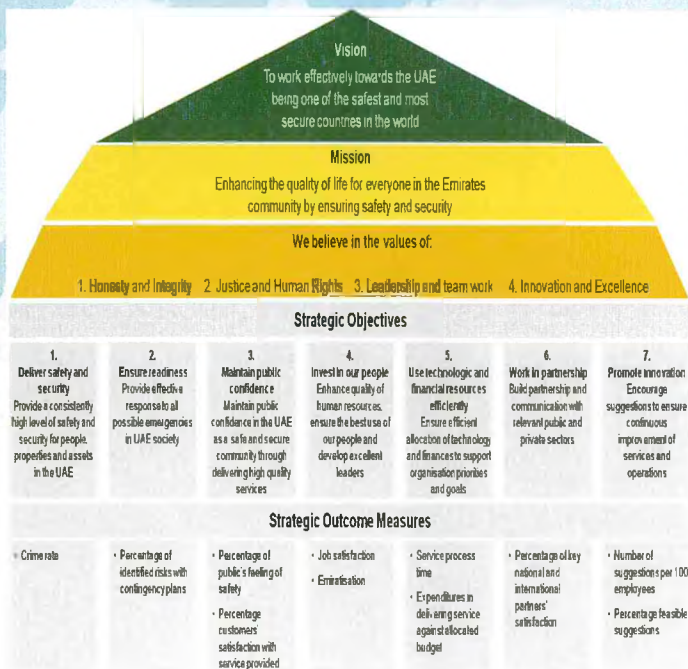 Vision
To work effectively towards the UAE
being one of the safest and most
secure countries in the world
Mission
Enhancing the quality of life for everyone in the Emirates
community by ensuring safety and security
We believe in the values of:
1. Honesty and Integrity 2 Justice and Human Rights 3. Leadership and team work 4. Innovation and Excellence
Strategic Objectives
1.
Deliver safety and
security
Provide a consistently
high level of safety and
security for people,
properties and assets
in the UAE
2.
Ensure readiness
Provide effective
response to all
possible emergencies
in UAE society
3.
Maintain public
confidence
Maintain public
confidence in the UAE
as a safe and secure
community through
delivering high quality
services
4.
Invest in our people
Enhance quality of
human resources,
ensure the best use of
our people and
develop excellent
leaders
5.
Use technologic and
financial resources
efficiently
Ensure efficient
allocation of technology
and finances to support
organisation priorities
and goals
6.
Work in partnership
Build partnership and
communication with
relevant public and
private sectors
7.
Promote innovation
Encourage
suggestions to ensure
continuous
improvement of
services and
operations
Strategic Outcome Measures
• Crime rate
• Percentage of
identified risks with
contingency plans
• Percentage of
public's feeling of
safety
• Percentage
customers'
satisfaction with
service provided
• Job satisfaction
• Emiratisation
• Service process
time
• Expenditures in
delivering service
against allocated
budget
• Percentage of key
national and
international
partners'
satisfaction
• Number of
suggestions per 100
employees
• Percentage feasible
suggestions